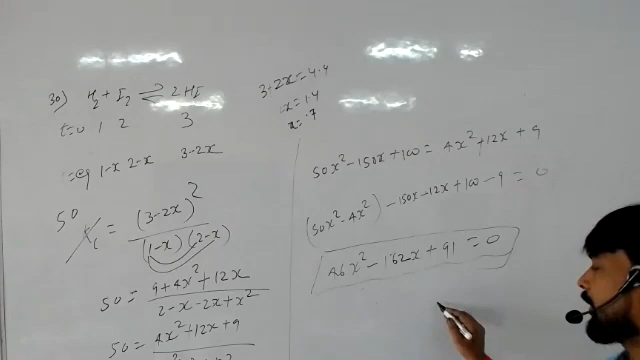 30) H₂ + I₂ ⇌ 2HI
t=0 1 2 3
=eq 1-x 2-x 3-2x
50
K_c = (3-2x)² / (1-x)(2-x)
50 = 9+4x²+12x / 2-x-2x+x²
50 = 4x²+12x+9
3+2x=4.4
x=1.4
x=.7
50x²-150x+100 = 4x²+12x+9
(50x²-4x²) -150x-12x+100-9 = 0
46x²-162x+91 = 0